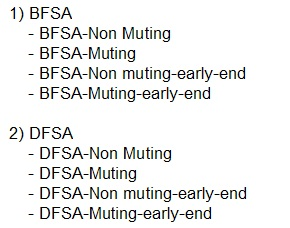 1) BFSA
- BFSA-Non Muting
- BFSA-Muting
- BFSA-Non muting-early-end
- BFSA-Muting-early-end
2) DFSA
- DFSA-Non Muting
- DFSA-Muting
- DFSA-Non muting-early-end
- DFSA-Muting-early-end